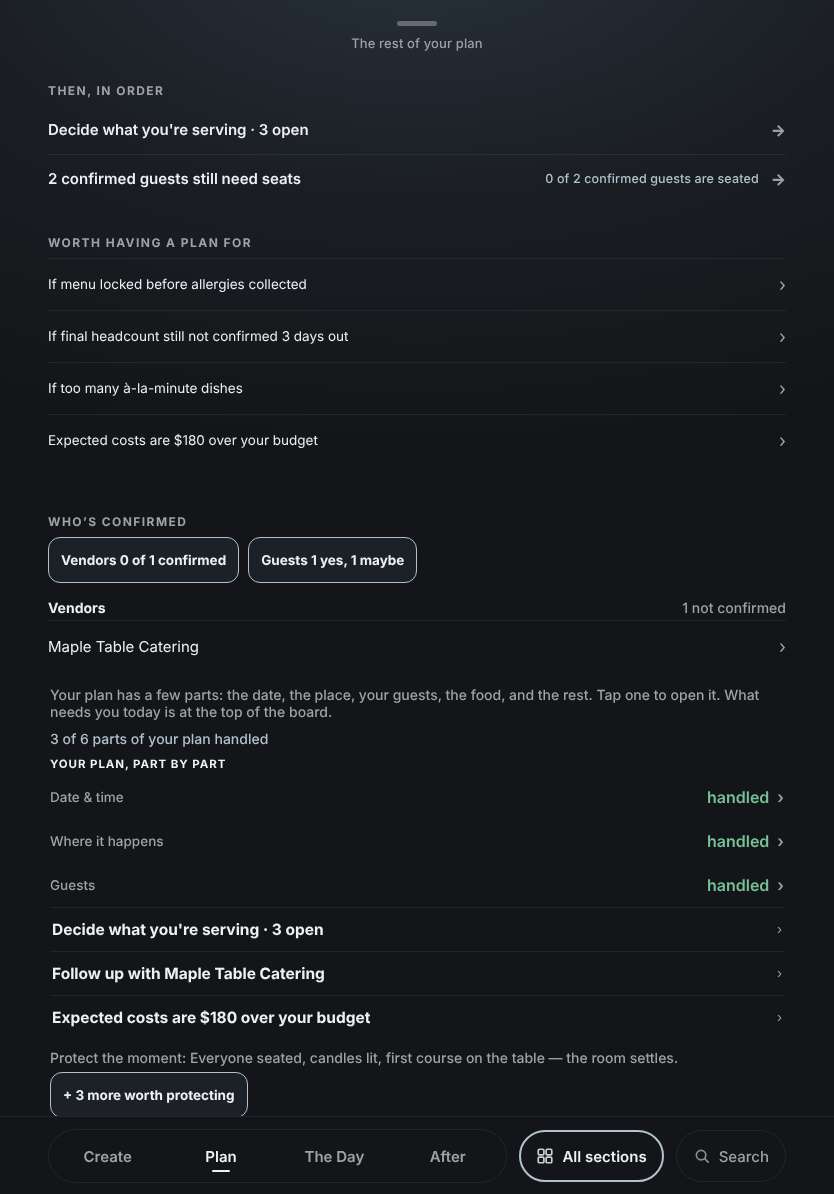 The rest of your plan
THEN, IN ORDER
Decide what you're serving · 3 open
2 confirmed guests still need seats
0 of 2 confirmed guests are seated
WORTH HAVING A PLAN FOR
If menu locked before allergies collected
If final headcount still not confirmed 3 days out
If too many à-la-minute dishes
Expected costs are $180 over your budget
WHO'S CONFIRMED
Vendors 0 of 1 confirmed
Guests 1 yes, 1 maybe
Vendors
1 not confirmed
Maple Table Catering
Your plan has a few parts: the date, the place, your guests, the food, and the rest. Tap one to open it. What
needs you today is at the top of the board.
3 of 6 parts of your plan handled
YOUR PLAN, PART BY PART
Date & time
handled
Where it happens
handled
Guests
handled
Decide what you're serving · 3 open
Follow up with Maple Table Catering
Expected costs are $180 over your budget
Protect the moment: Everyone seated, candles lit, first course on the table — the room settles.
+ 3 more worth protecting
Create
Plan
The Day
After
All sections
Search